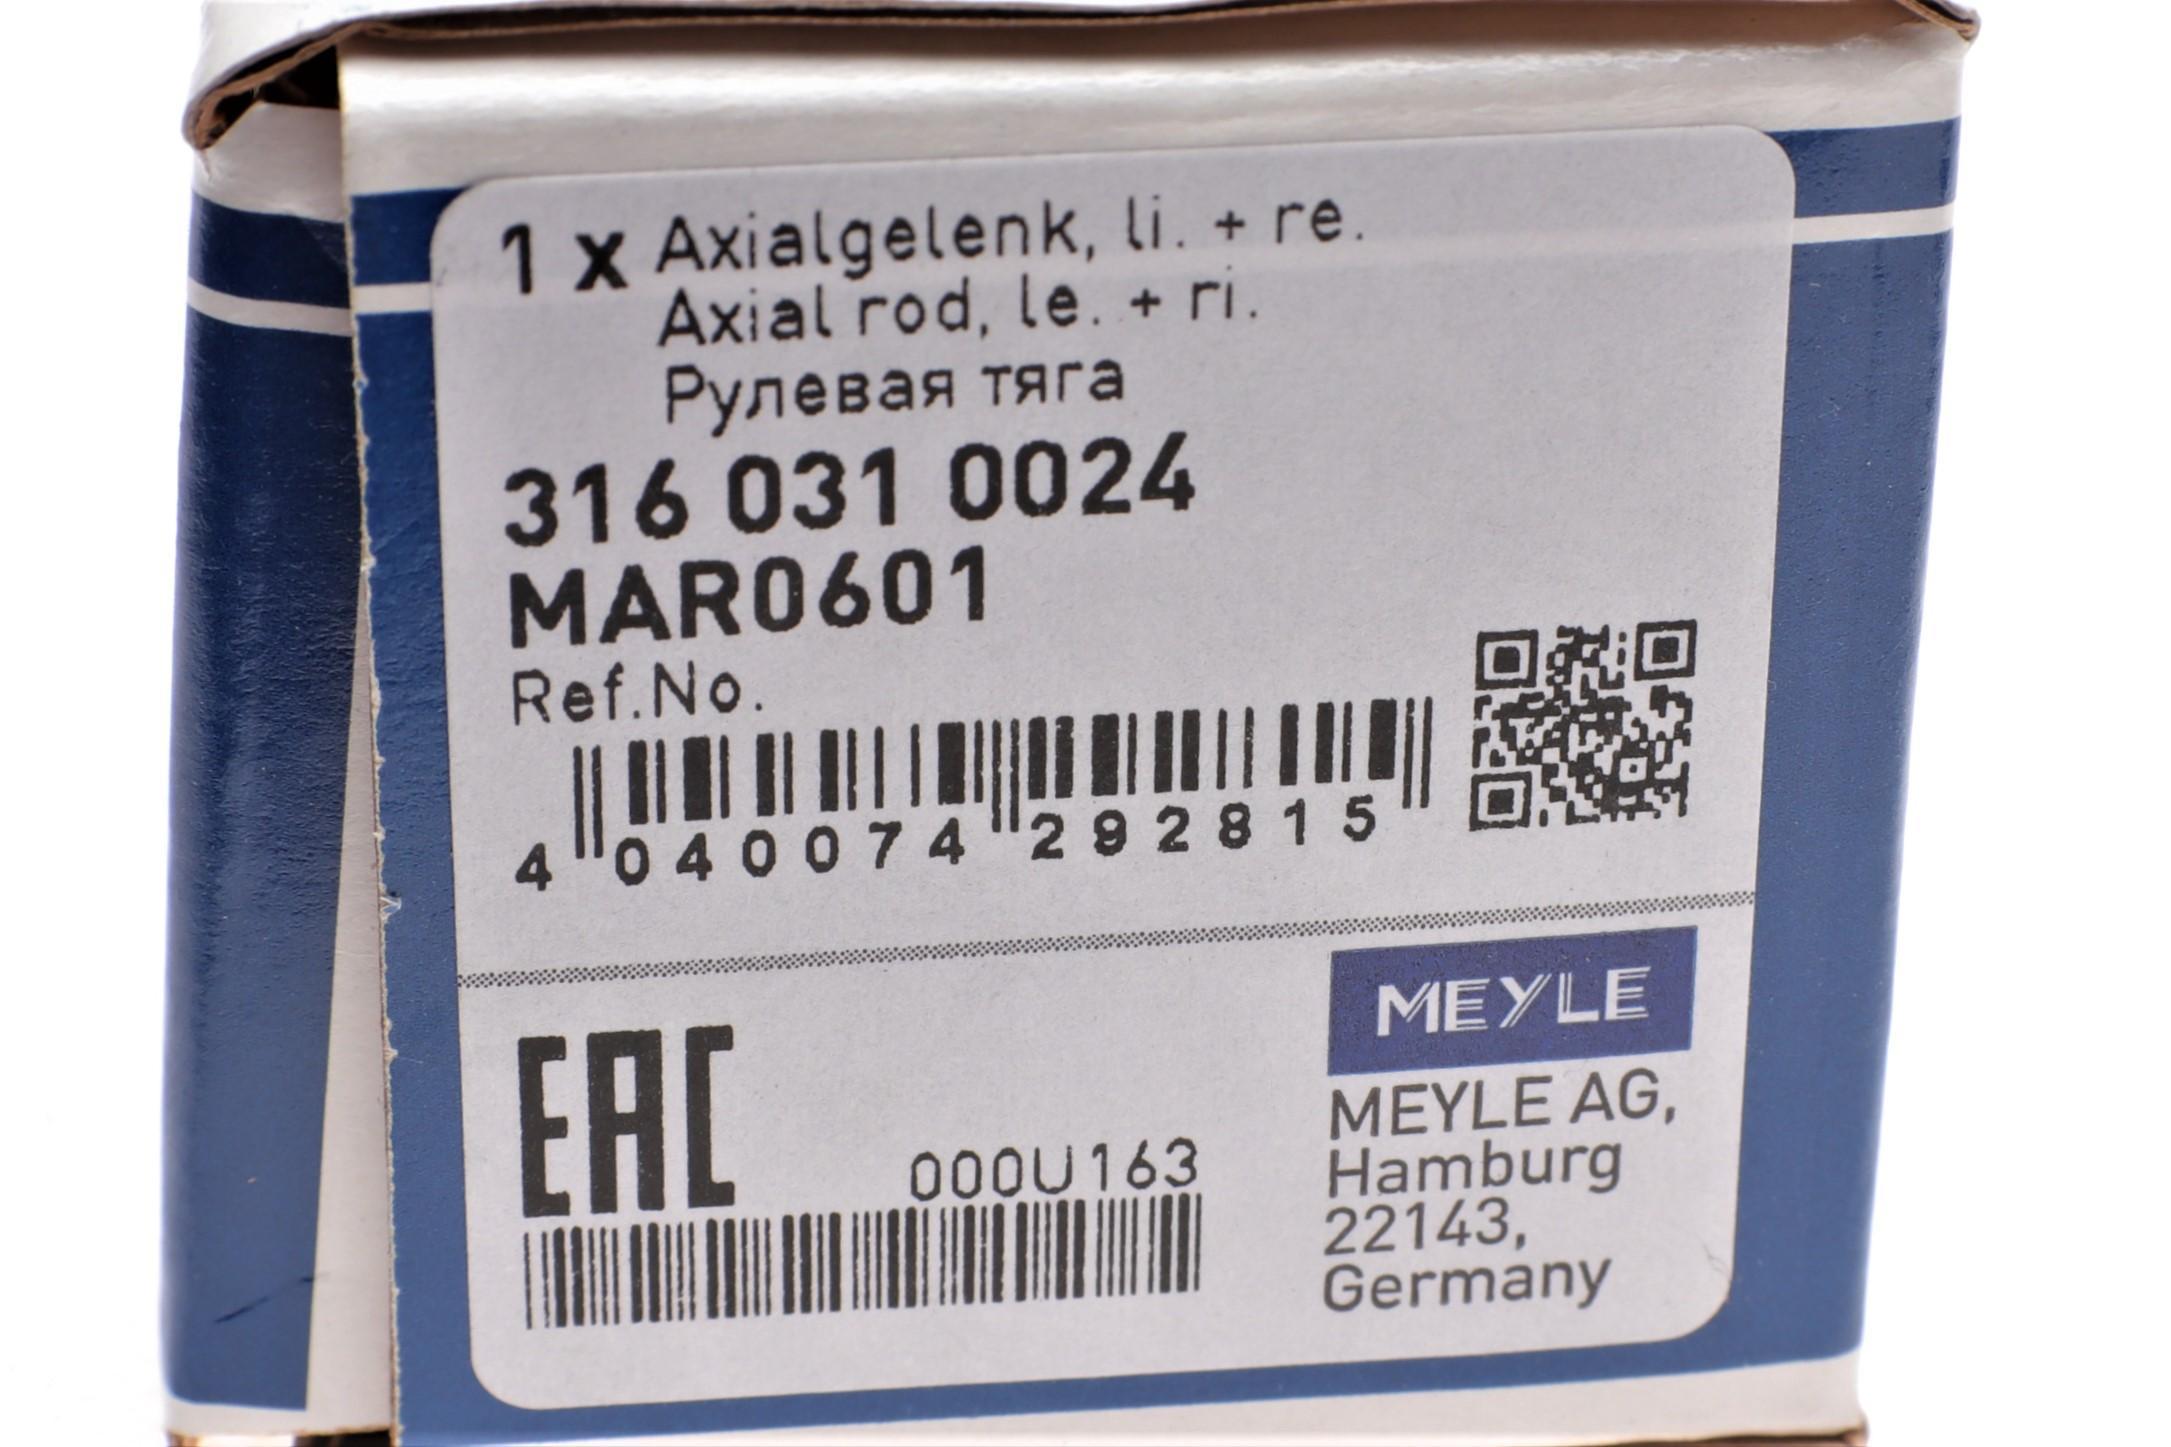 1 x Axialgelenk, li. + re.
Axial rod, le. + ri.
Рулевая тяга
316 031 0024
MAR0601
Ref.No.
4 040074 292815
EAC
000U163
MEYLE
MEYLE AG,
Hamburg
22143,
Germany